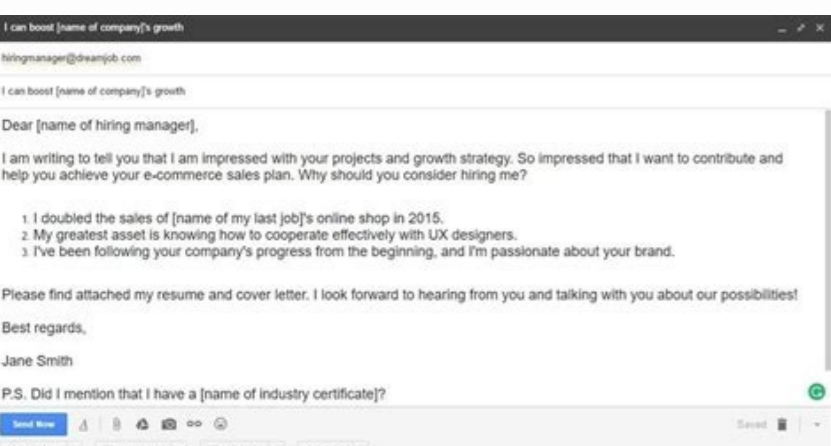 I can boost [name of company]'s growth
hiringmanager@dreamjob.com
I can boost [name of company]'s growth
Dear [name of hiring manager],
I am writing to tell you that I am impressed with your projects and growth strategy. So impressed that I want to contribute and
help you achieve your e-commerce sales plan. Why should you consider hiring me?
1. I doubled the sales of [name of my last job]'s online shop in 2015.
2. My greatest asset is knowing how to cooperate effectively with UX designers.
3. I've been following your company's progress from the beginning, and I'm passionate about your brand.
Please find attached my resume and cover letter. I look forward to hearing from you and talking with you about our possibilities!
Best regards,
Jane Smith
P.S. Did I mention that I have a [name of industry certificate]?
Send Now
Saved